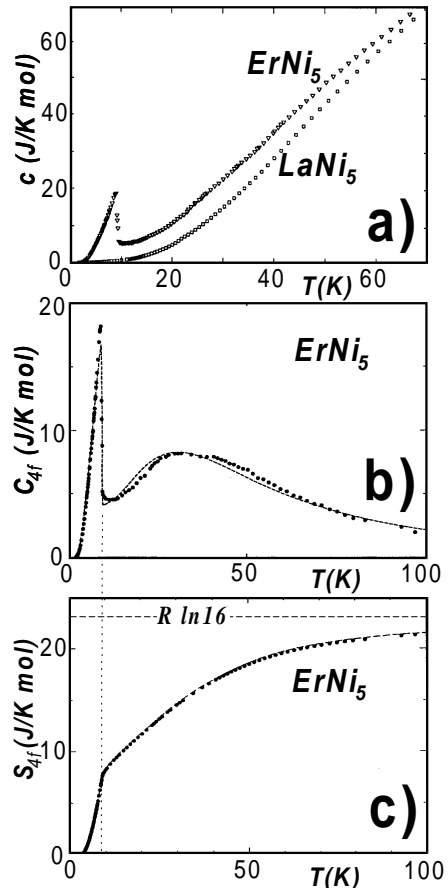 c (J/K mol)
60
40
20
0
ErNi5
LaNi5
a)
0
20
40
60
T(K)
C4f (J/K mol)
20
10
0
ErNi5
b)
0
50
100
T(K)
S4f (J/K mol)
20
10
0
R ln16
ErNi5
c)
0
50
100
T(K)